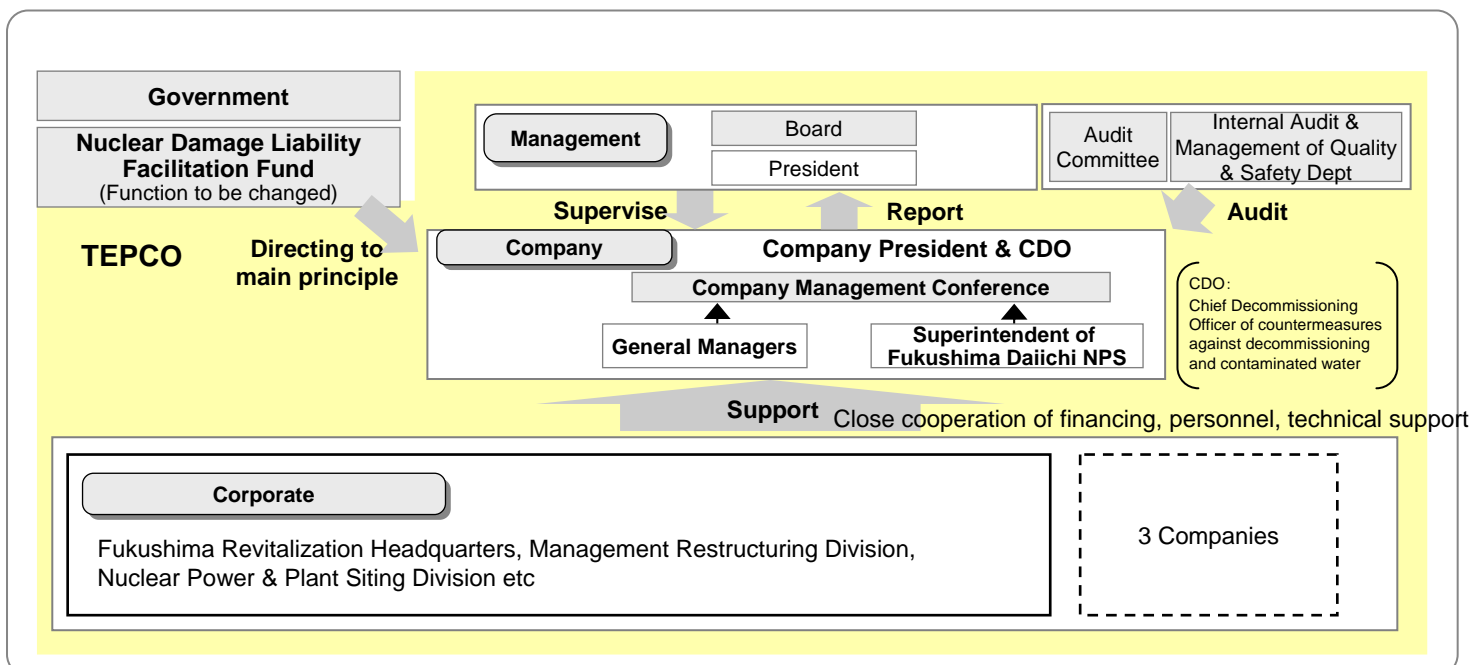 Government
Nuclear Damage Liability
Facilitation Fund
(Function to be changed)
Management
Board
President
Audit
Committee
Internal Audit &
Management of Quality
& Safety Dept
Supervise
Report
Audit
TEPCO
Directing to
main principle
Company
Company President & CDO
Company Management Conference
General Managers
Superintendent of
Fukushima Daiichi NPS
CDO:
Chief Decommissioning
Officer of countermeasures
against decommissioning
and contaminated water
Support
Close cooperation of financing, personnel, technical support
Corporate
Fukushima Revitalization Headquarters, Management Restructuring Division,
Nuclear Power & Plant Siting Division etc
3 Companies